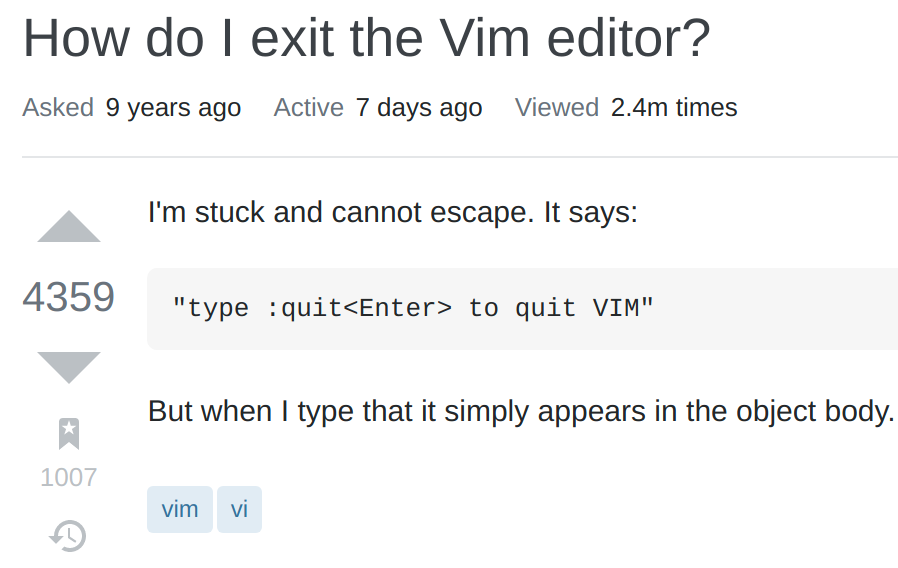 How do I exit the Vim editor?
Asked 9 years ago Active 7 days ago Viewed 2.4m times
I'm stuck and cannot escape. It says:
4359
"type :quit<Enter> to quit VIM"
But when I type that it simply appears in the object body.
1007
vim vi